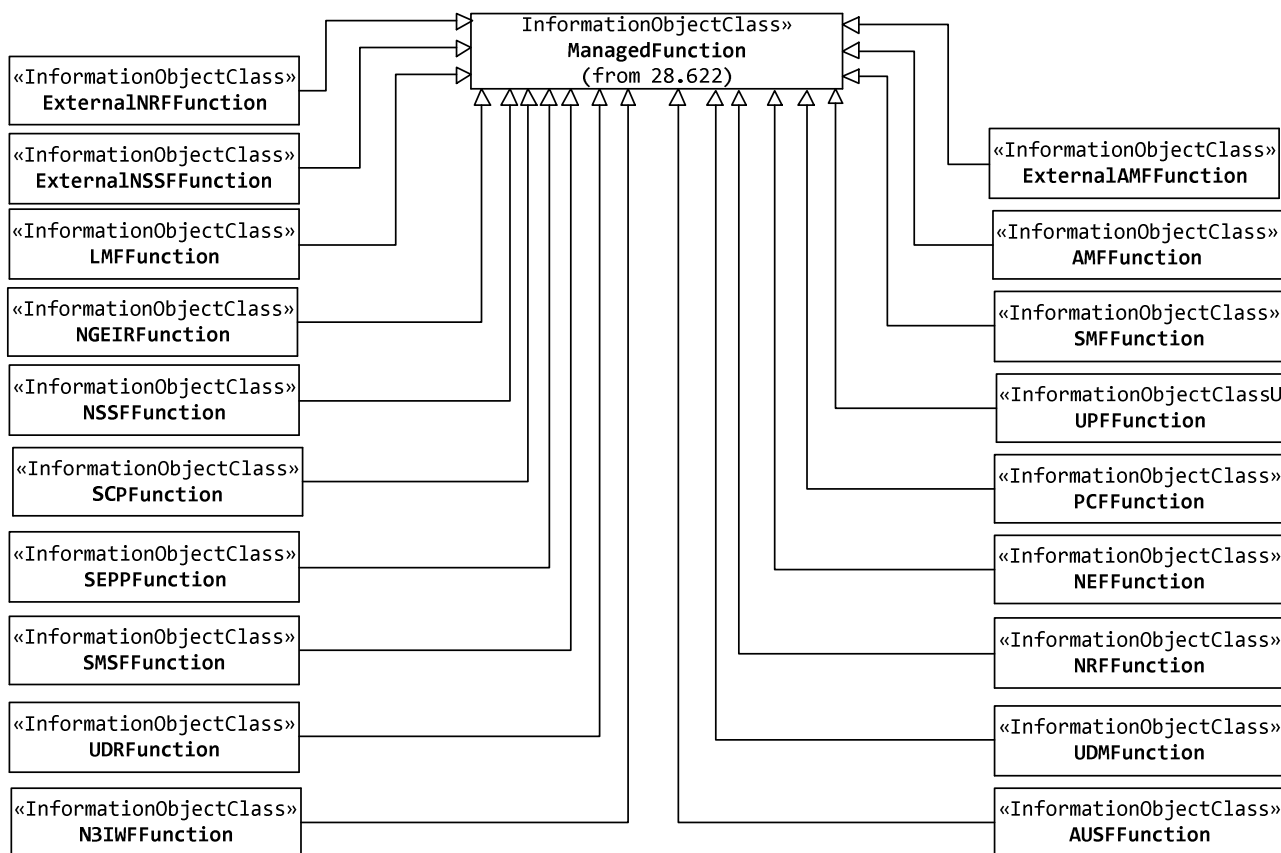 InformationObjectClass»
ManagedFunction
(from 28.622)
«InformationObjectClass»
ExternalNRFFunction
«InformationObjectClass»
ExternalNSSFFunction
«InformationObjectClass»
LMFFunction
«InformationObjectClass»
NGEIRFunction
«InformationObjectClass»
NSSFFunction
«InformationObjectClass»
SCPFunction
«InformationObjectClass»
SEPPFunction
«InformationObjectClass»
SMSFFunction
«InformationObjectClass»
UDRFunction
«InformationObjectClass»
N3IWFFunction
«InformationObjectClass»
ExternalAMFFunction
«InformationObjectClass»
AMFFunction
«InformationObjectClass»
SMFFunction
«InformationObjectClassU
UPFFunction
«InformationObjectClass»
PCFFunction
«InformationObjectClass»
NEFFunction
«InformationObjectClass»
NRFFunction
«InformationObjectClass»
UDMFunction
«InformationObjectClass»
AUSFFunction